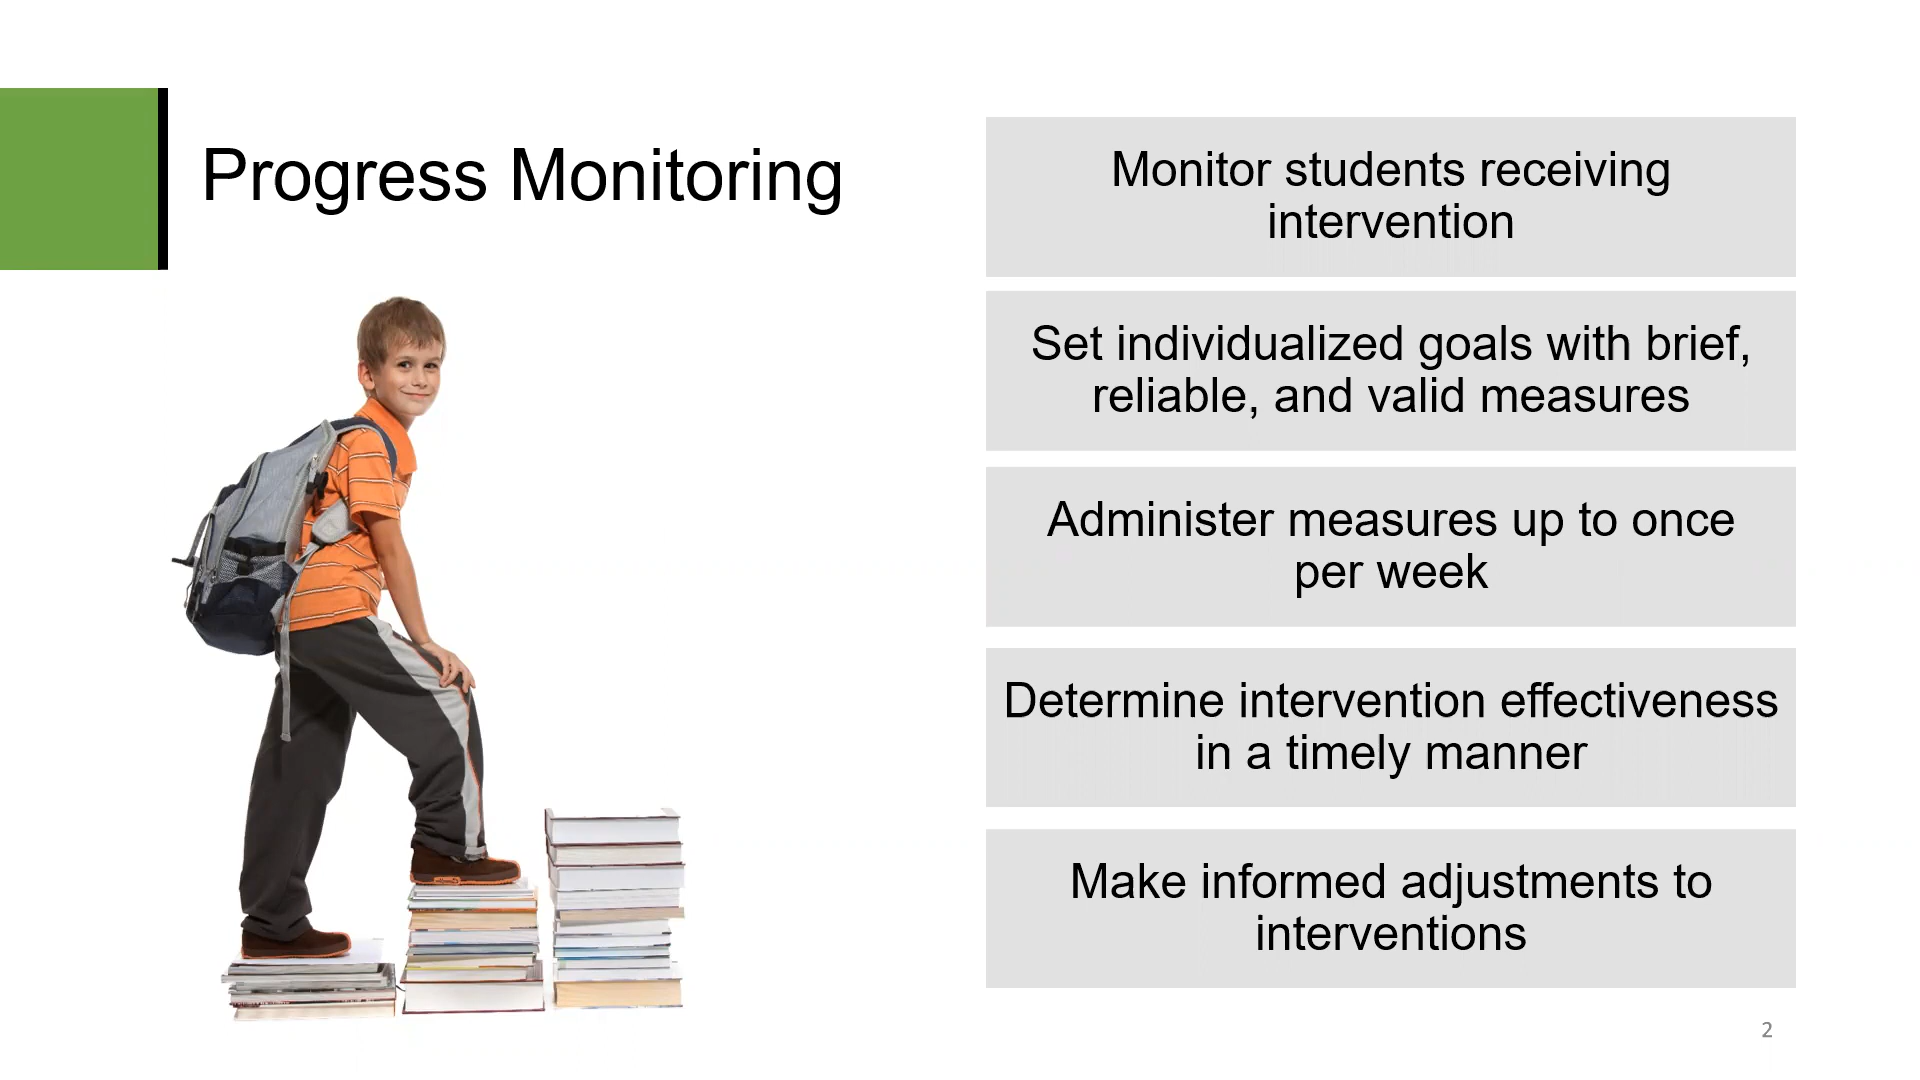 Progress Monitoring
Monitor students receiving
intervention
Set individualized goals with brief,
reliable, and valid measures
Administer measures up to once
per week
Determine intervention effectiveness
in a timely manner
Make informed adjustments to
interventions
2